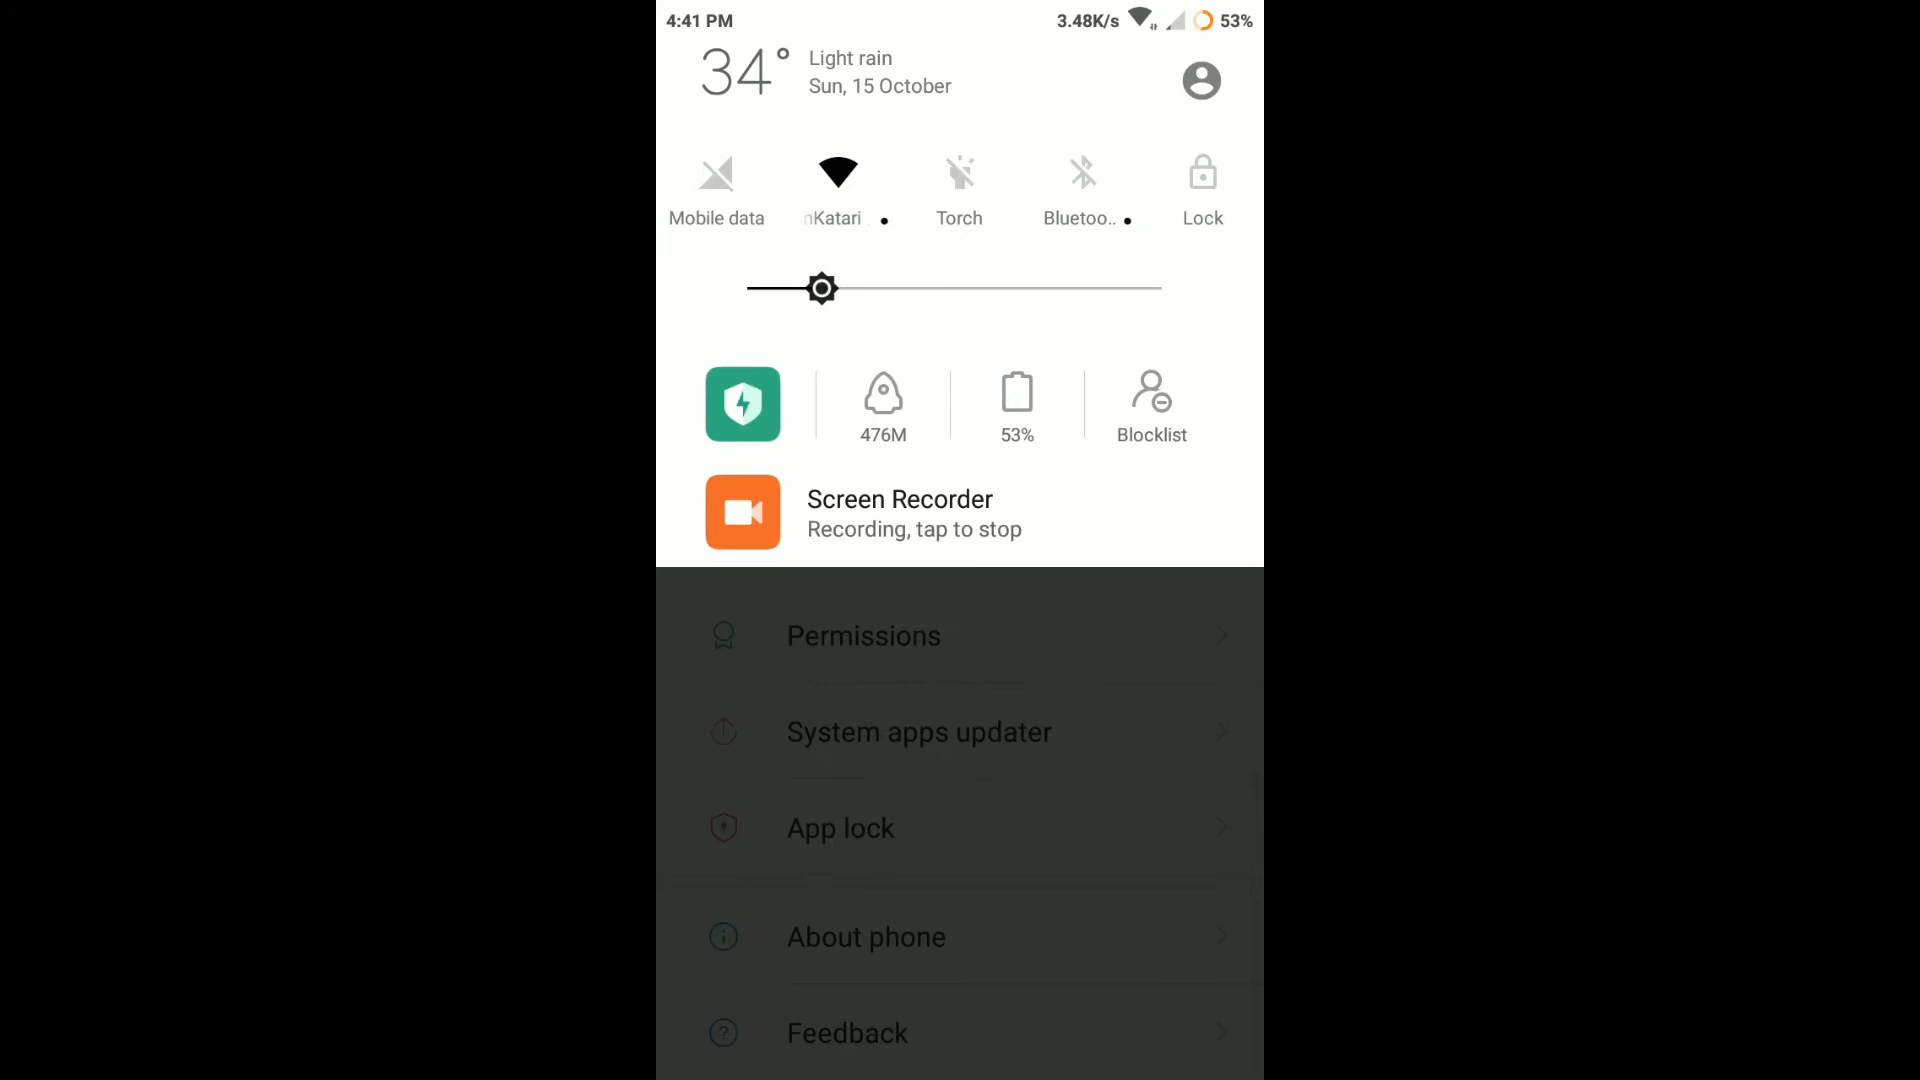 4:41 PM 3.48K/s 53%
34° Light rain
Sun, 15 October
Mobile data nKatari Torch Bluetoo.. Lock
476M 53% Blocklist
Screen Recorder
Recording, tap to stop
Permissions
System apps updater
App lock
About phone
Feedback